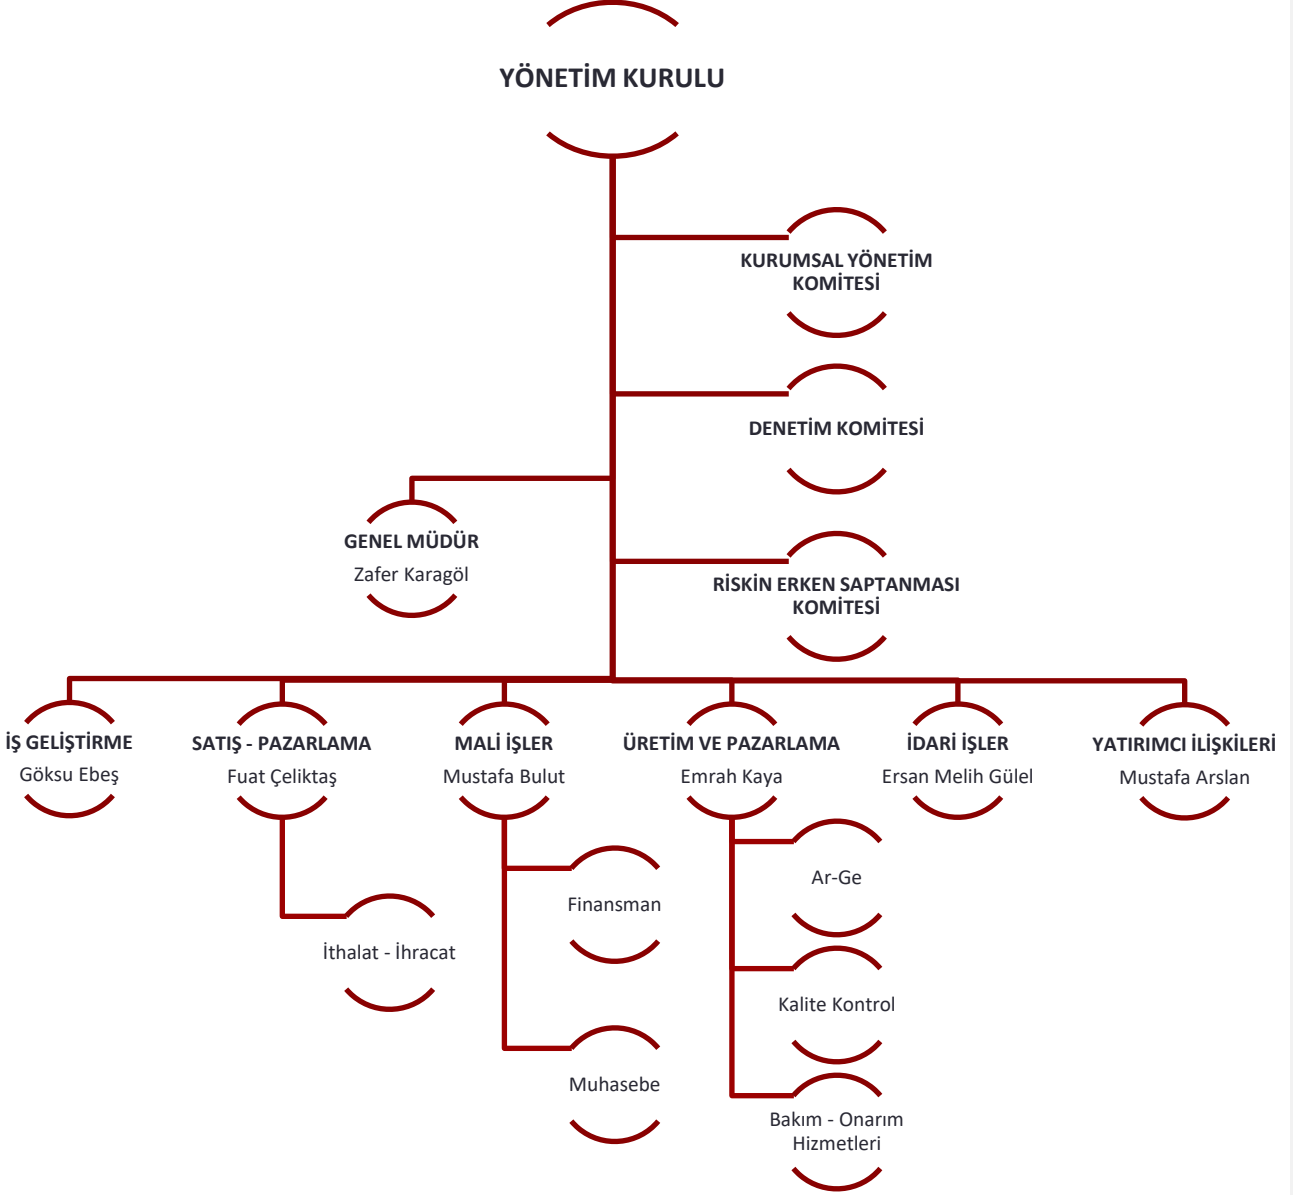 YÖNETİM KURULU
KURUMSAL YÖNETİM
KOMİTESİ
DENETİM KOMİTESİ
GENEL MÜDÜR
Zafer Karagöl
RİSKİN ERKEN SAPTANMASI
KOMİTESİ
İŞ GELİŞTİRME
Göksu Ebeş
SATIŞ - PAZARLAMA
Fuat Çeliktaş
MALİ İŞLER
Mustafa Bulut
ÜRETİM VE PAZARLAMA
Emrah Kaya
İDARİ İŞLER
Ersan Melih Gülel
YATIRIMCI İLİŞKİLERİ
Mustafa Arslan
İthalat - İhracat
Finansman
Muhasebe
Ar-Ge
Kalite Kontrol
Bakım - Onarım
Hizmetleri